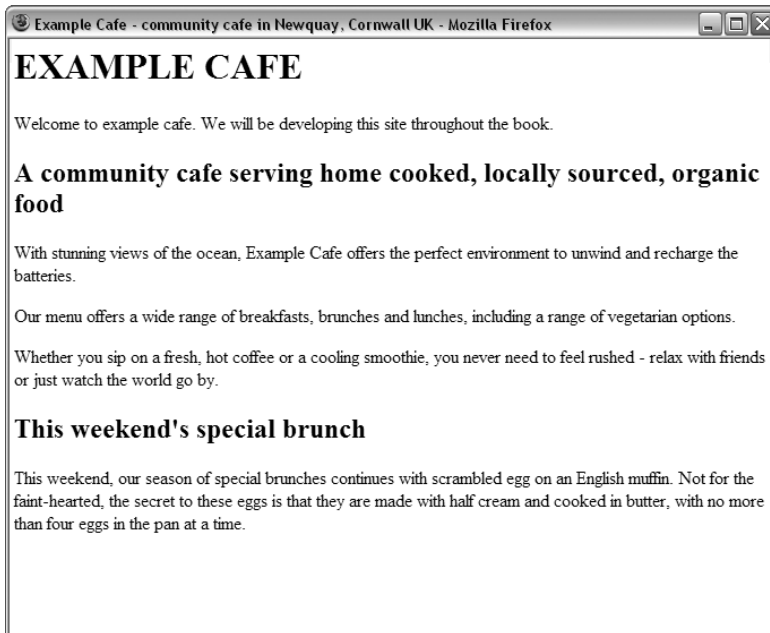 Example Cafe - community cafe in Newquay, Cornwall UK - Mozilla Firefox
EXAMPLE CAFE
Welcome to example cafe. We will be developing this site throughout the book.
A community cafe serving home cooked, locally sourced, organic
food
With stunning views of the ocean, Example Cafe offers the perfect environment to unwind and recharge the
batteries.
Our menu offers a wide range of breakfasts, brunches and lunches, including a range of vegetarian options.
Whether you sip on a fresh, hot coffee or a cooling smoothie, you never need to feel rushed - relax with friends
or just watch the world go by.
This weekend's special brunch
This weekend, our season of special brunches continues with scrambled egg on an English muffin. Not for the
faint-hearted, the secret to these eggs is that they are made with half cream and cooked in butter, with no more
than four eggs in the pan at a time.